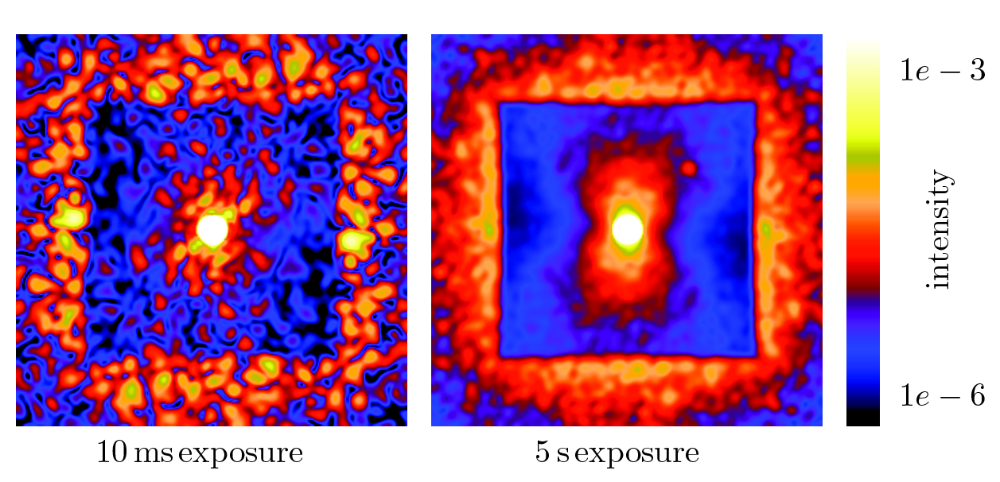 1e − 3
intensity
1e − 6
10 ms exposure
5 s exposure